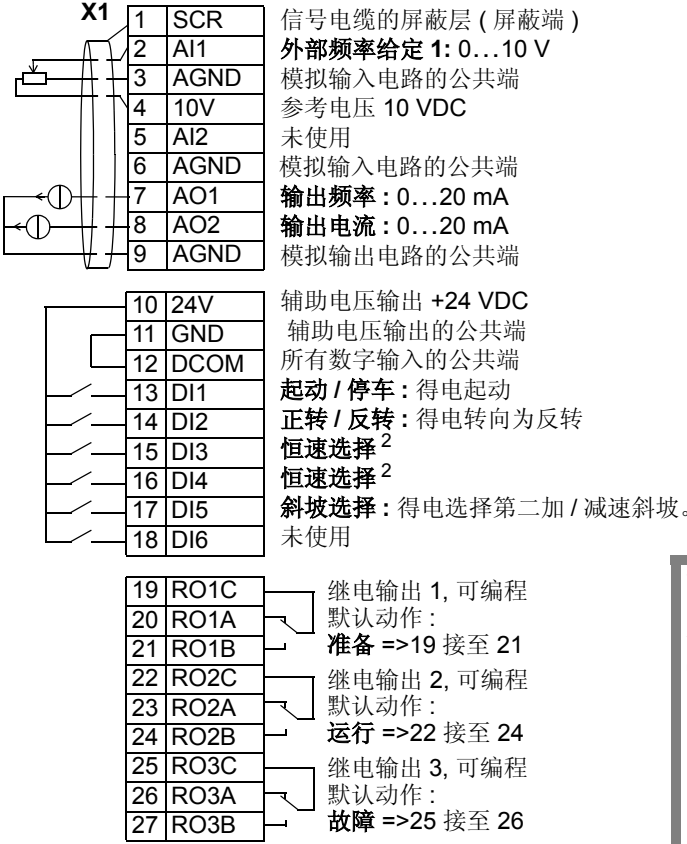 X1
1 SCR 信号电缆的屏蔽层 ( 屏蔽端 )
2 AI1 外部频率给定 1: 0…10 V
3 AGND 模拟输入电路的公共端
4 10V 参考电压 10 VDC
5 AI2 未使用
6 AGND 模拟输入电路的公共端
7 AO1 输出频率 : 0…20 mA
8 AO2 输出电流 : 0…20 mA
9 AGND 模拟输出电路的公共端
10 24V 辅助电压输出 +24 VDC
11 GND 辅助电压输出的公共端
12 DCOM 所有数字输入的公共端
13 DI1 起动 / 停车 : 得电起动
14 DI2 正转 / 反转 : 得电转向为反转
15 DI3 恒速选择 2
16 DI4 恒速选择 2
17 DI5 斜坡选择 : 得电选择第二加 / 减速斜坡。
18 DI6 未使用
19 RO1C 继电输出 1, 可编程
20 RO1A 默认动作 :
21 RO1B 准备 =>19 接至 21
22 RO2C 继电输出 2, 可编程
23 RO2A 默认动作 :
24 RO2B 运行 =>22 接至 24
25 RO3C 继电输出 3, 可编程
26 RO3A 默认动作 :
27 RO3B 故障 =>25 接至 26